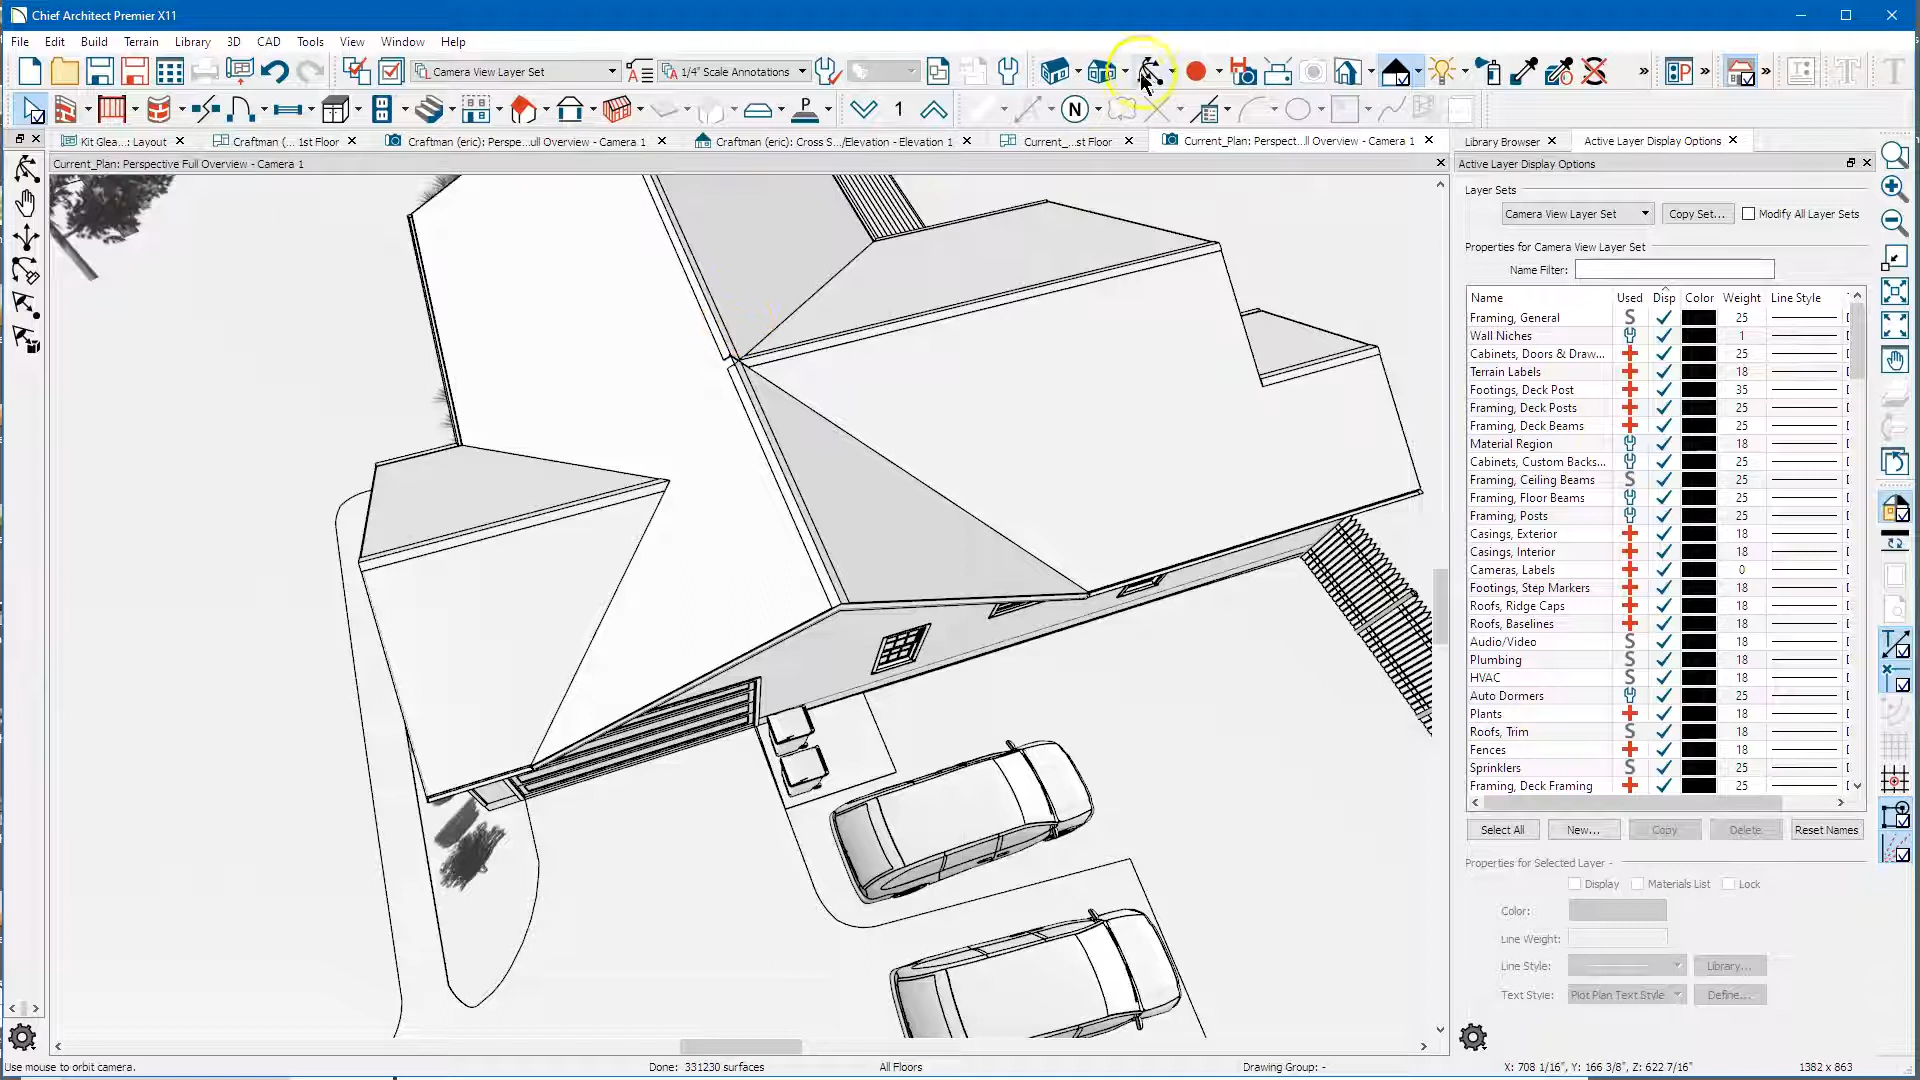 Chief Architect Premier X11
File Edit Build Terrain Library 3D CAD Tools View Window Help
Camera View Layer Set 1/4" Scale Annotations
N P 1
Kit Glea...: Layout Craftman (... 1st Floor Craftman (eric): Perspe...ull Overview - Camera 1 Craftman (eric): Cross S.../Elevation - Elevation 1 Current_...st Floor Current_Plan: Perspect...ll Overview - Camera 1 Library Browser Active Layer Display Options
Current_Plan: Perspective Full Overview - Camera 1
Active Layer Display Options
Layer Sets
Camera View Layer Set Copy Set... Modify All Layer Sets
Properties for Camera View Layer Set
Name Filter:
Name Used Disp Color Weight Line Style
Framing, General S 25
Wall Niches 1
Cabinets, Doors & Draw... 25
Terrain Labels 18
Footings, Deck Post 35
Framing, Deck Posts 25
Framing, Deck Beams 25
Material Region 18
Cabinets, Custom Backs... 25
Framing, Ceiling Beams S 25
Framing, Floor Beams 25
Framing, Posts 25
Casings, Exterior 18
Casings, Interior 18
Cameras, Labels 0
Footings, Step Markers 18
Roofs, Ridge Caps 18
Roofs, Baselines 18
Audio/Video S 18
Plumbing S 18
HVAC S 18
Auto Dormers 25
Plants 18
Roofs, Trim S 18
Fences 18
Sprinklers S 25
Framing, Deck Framing 25
Select All New... Copy Delete Reset Names
Properties for Selected Layer -
Display Materials List Lock
Color:
Line Weight:
Line Style: Library...
Text Style: Plot Plan Text Style Define...
Use mouse to orbit camera. Done: 331230 surfaces All Floors Drawing Group: - X: 708 1/16", Y: 166 3/8", Z: 622 7/16" 1382 x 863